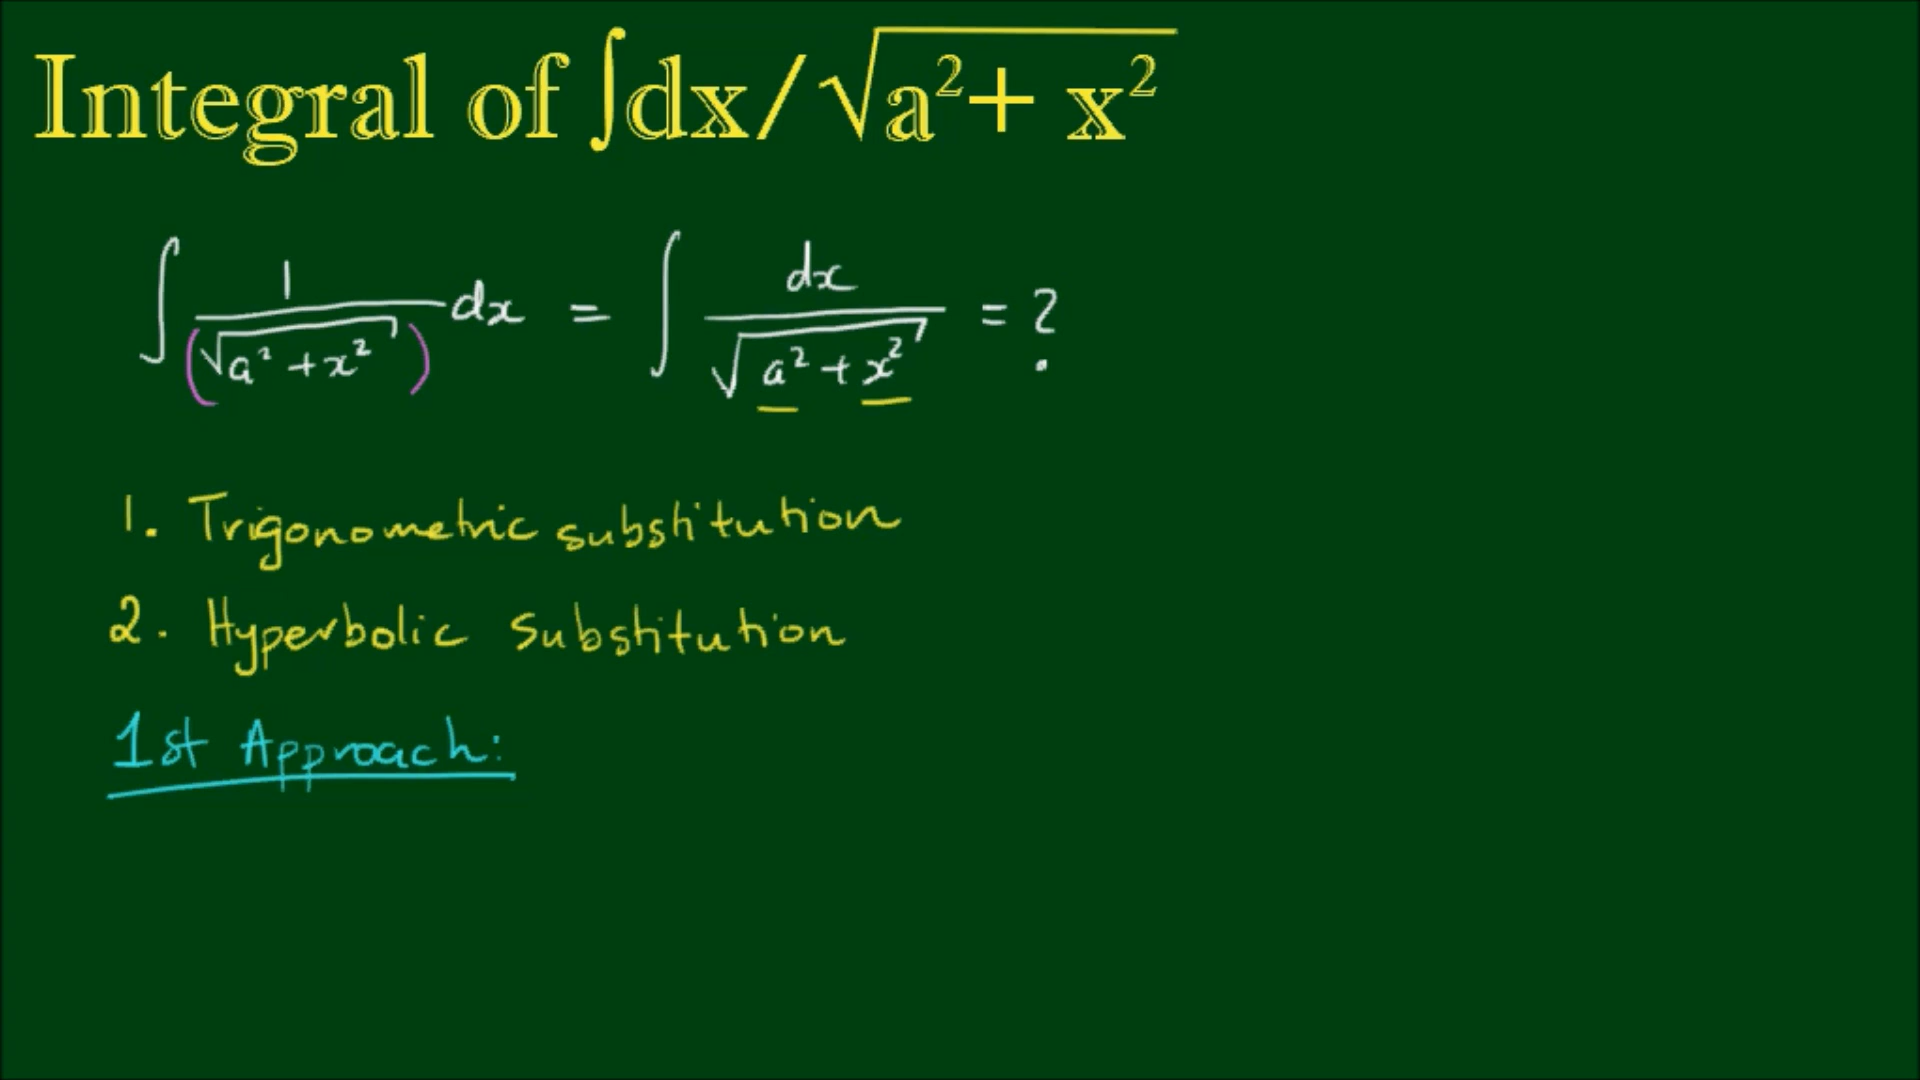 Integral of ∫dx/√a²+ x²
∫ 1/(√a²+x²) dx = ∫ dx/√a²+x² = ?
1. Trigonometric substitution
2. Hyperbolic Substitution
1st Approach: